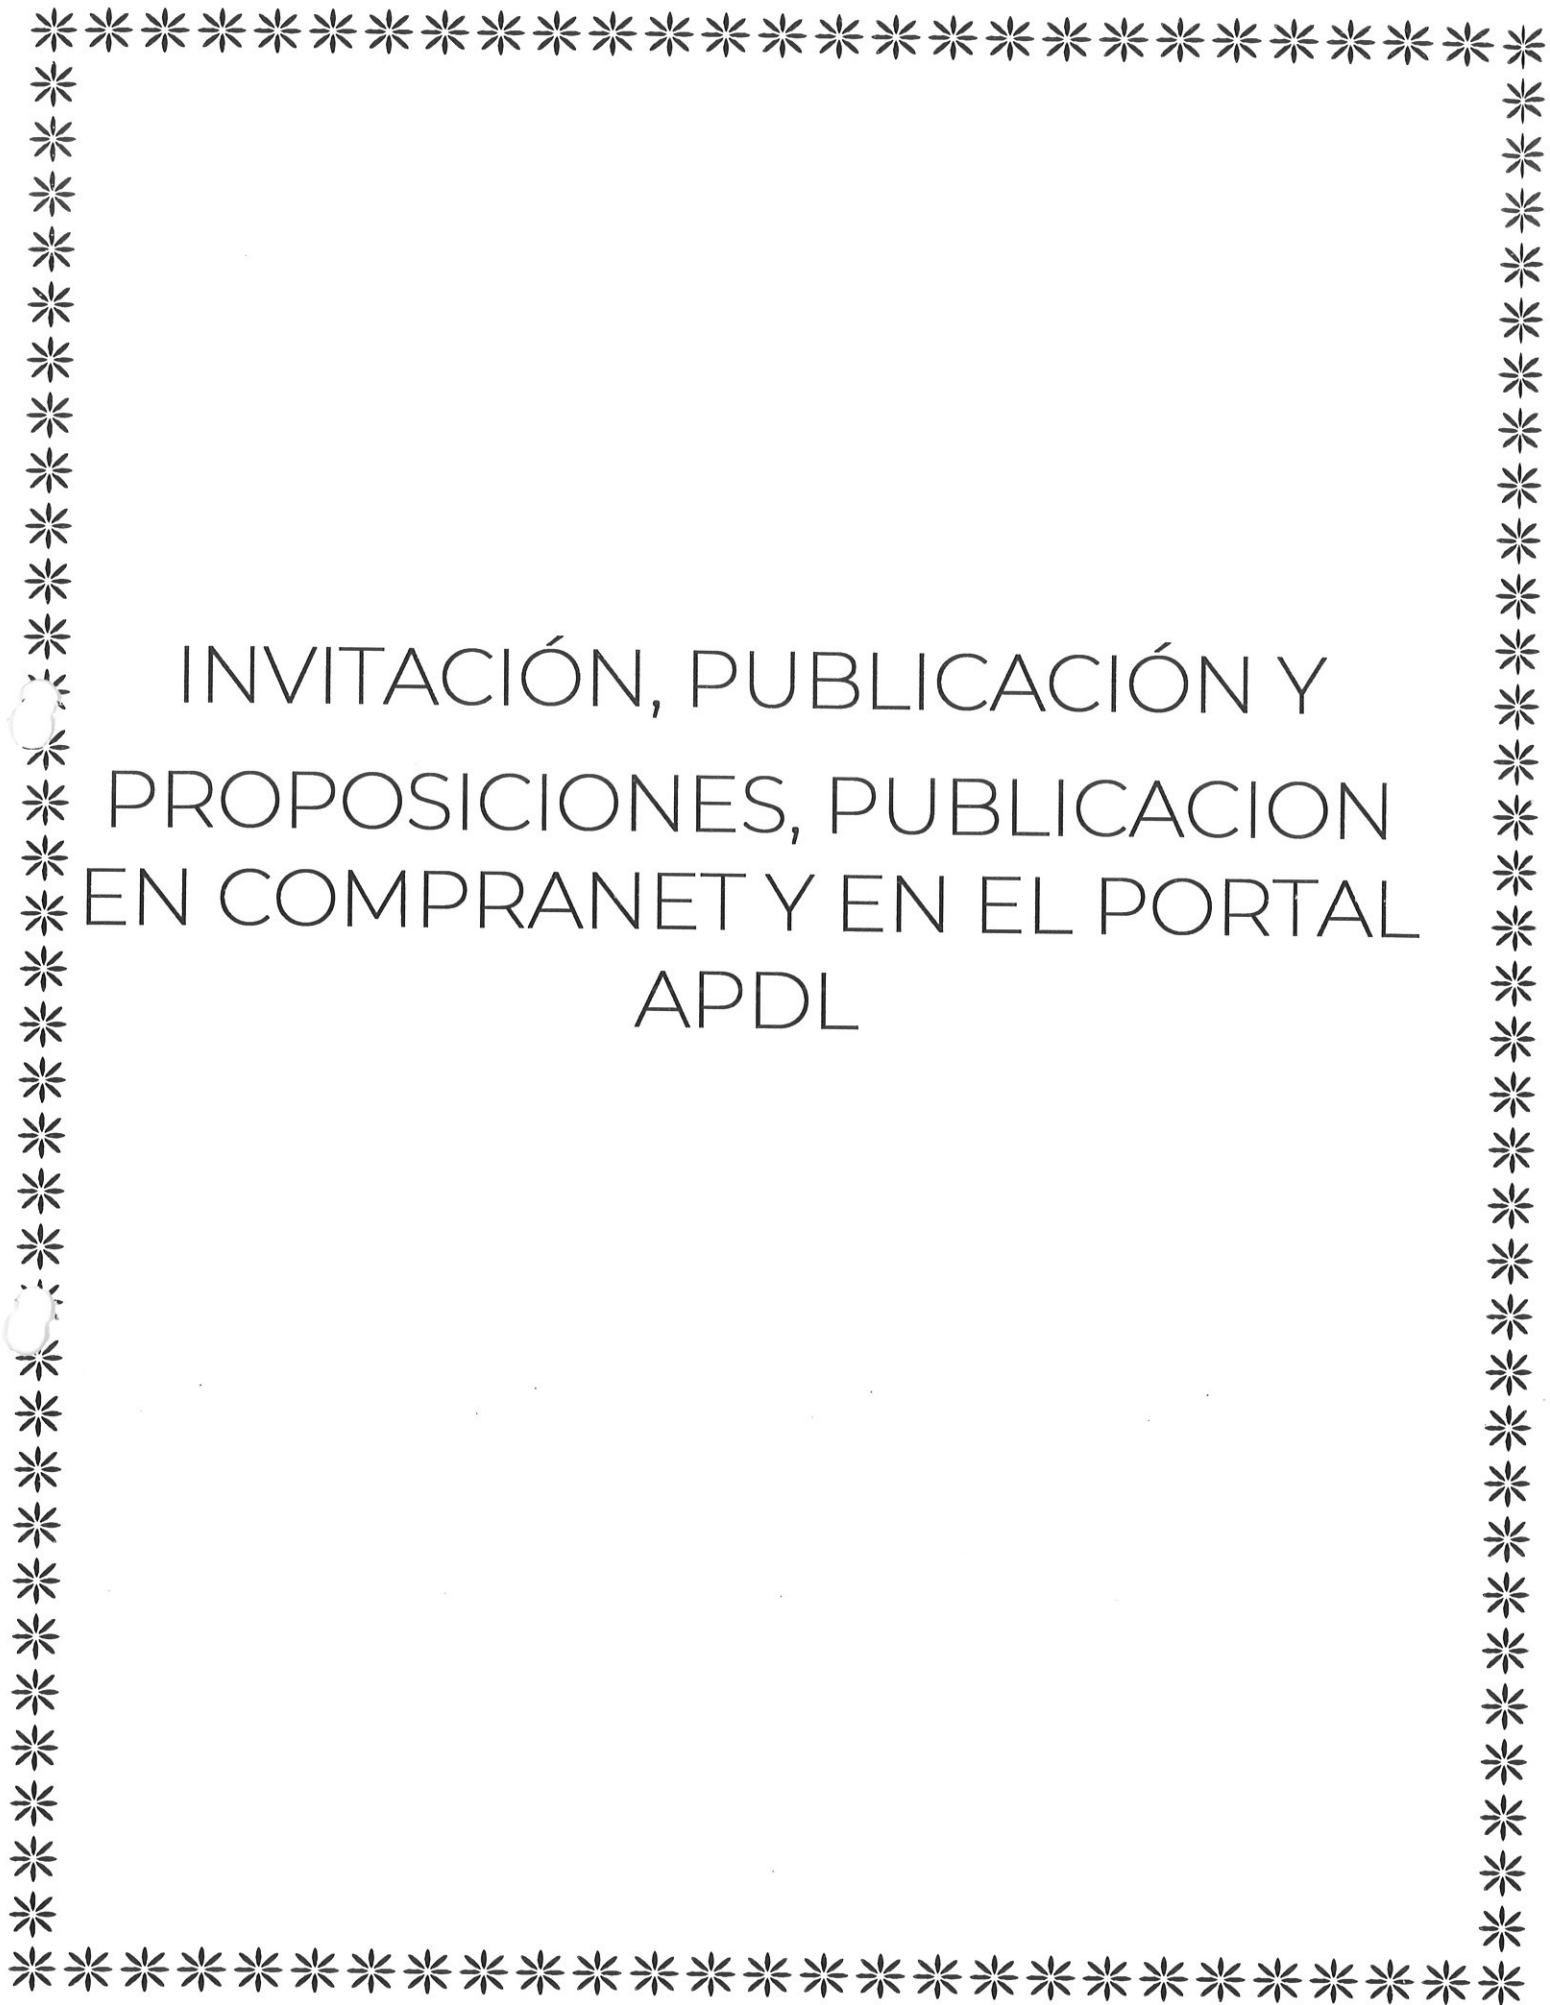 INVITACIÓN, PUBLICACIÓN Y
PROPOSICIONES, PUBLICACION
EN COMPRANET Y EN EL PORTAL
APDL